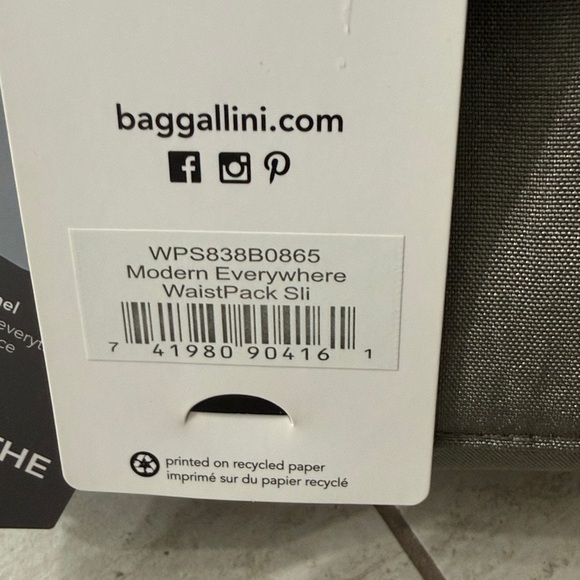 baggallini.com
WPS838B0865
Modern Everywhere
WaistPack Sli
7 41980 90416 1
printed on recycled paper
imprimé sur du papier recyclé
THE